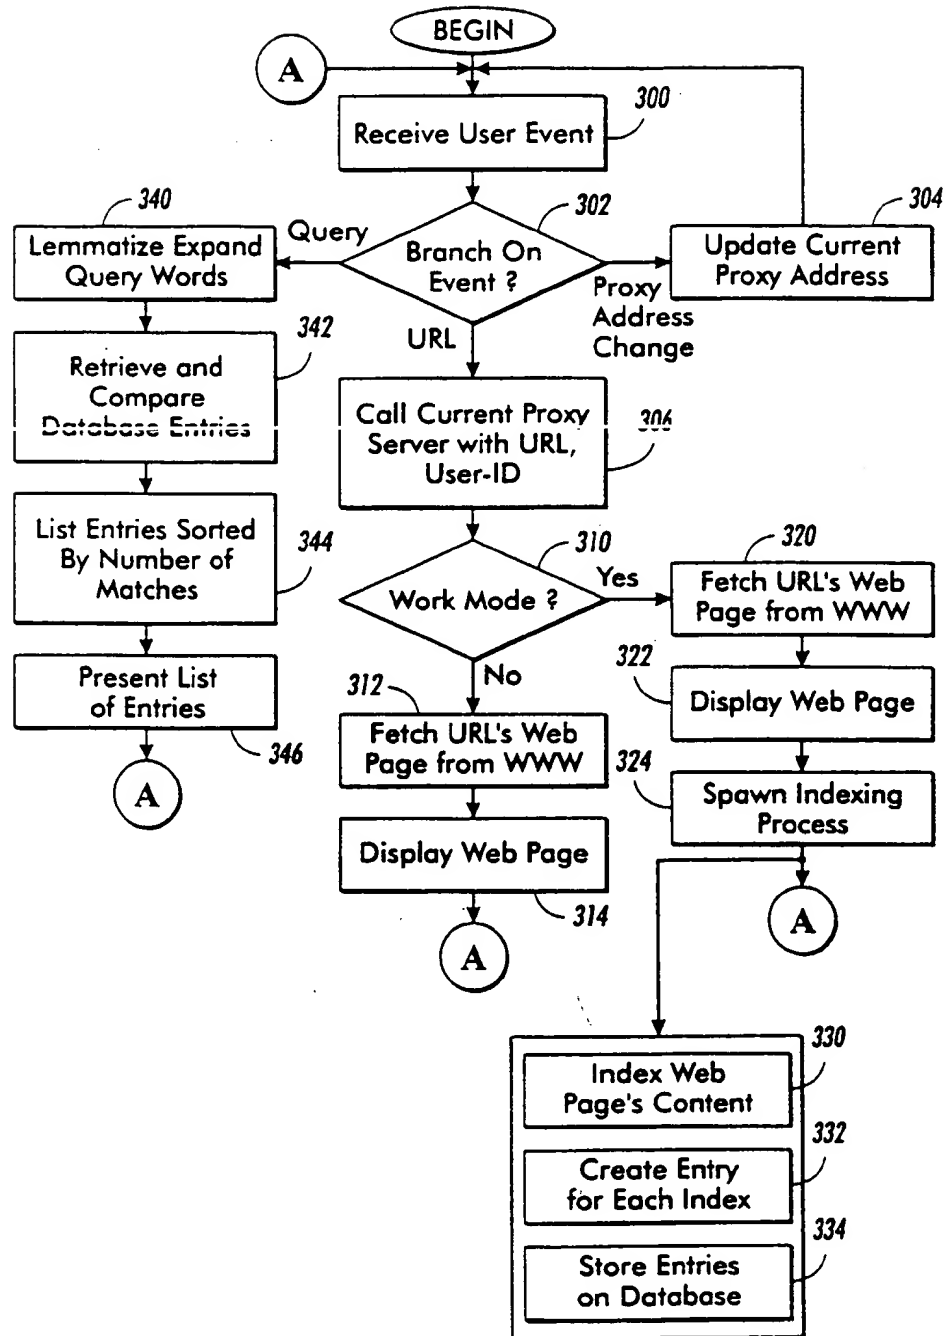 BEGIN
A
300
Receive User Event
340
302
304
Query
Lemmatize Expand
Query Words
Branch On
Event ?
Update Current
Proxy Address
Proxy
Address
Change
URL
342
Retrieve and
Compare
Database Entries
Call Current Proxy
Server with URL,
User-ID
306
344
List Entries Sorted
By Number of
Matches
310
Work Mode ?
Yes
320
Fetch URL's Web
Page from WWW
No
322
Display Web Page
Present List
of Entries
346
A
312
Fetch URL's Web
Page from WWW
324
Spawn Indexing
Process
Display Web Page
314
A
A
330
Index Web
Page's Content
332
Create Entry
for Each Index
334
Store Entries
on Database